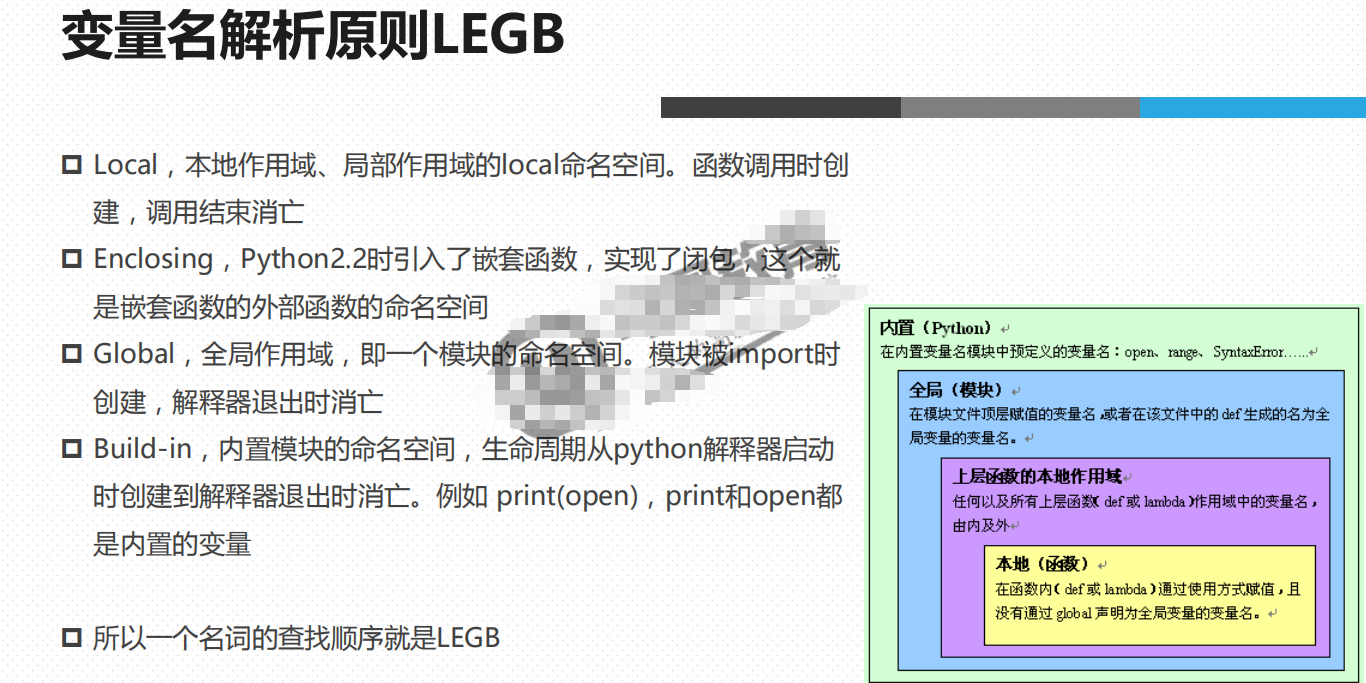 变量名解析原则LEGB
Local，本地作用域、局部作用域的local命名空间。函数调用时创
建，调用结束消亡
Enclosing，Python2.2时引入了嵌套函数，实现了闭包，这个就
是嵌套函数的外部函数的命名空间
Global，全局作用域，即一个模块的命名空间。模块被import时
创建，解释器退出时消亡
Build-in，内置模块的命名空间，生命周期从python解释器启动
时创建到解释器退出时消亡。例如 print(open)，print和open都
是内置的变量
所以一个名词的查找顺序就是LEGB
内置（Python）
在内置变量名模块中预定义的变量名：open、range、SyntaxError……
全局（模块）
在模块文件顶层赋值的变量名，或者在该文件中的 def 生成的名为全
局变量的变量名。
上层函数的本地作用域
任何以及所有上层函数（def 或 lambda）作用域中的变量名，
由内及外
本地（函数）
在函数内（def 或 lambda）通过使用方式赋值，且
没有通过 global 声明为全局变量的变量名。